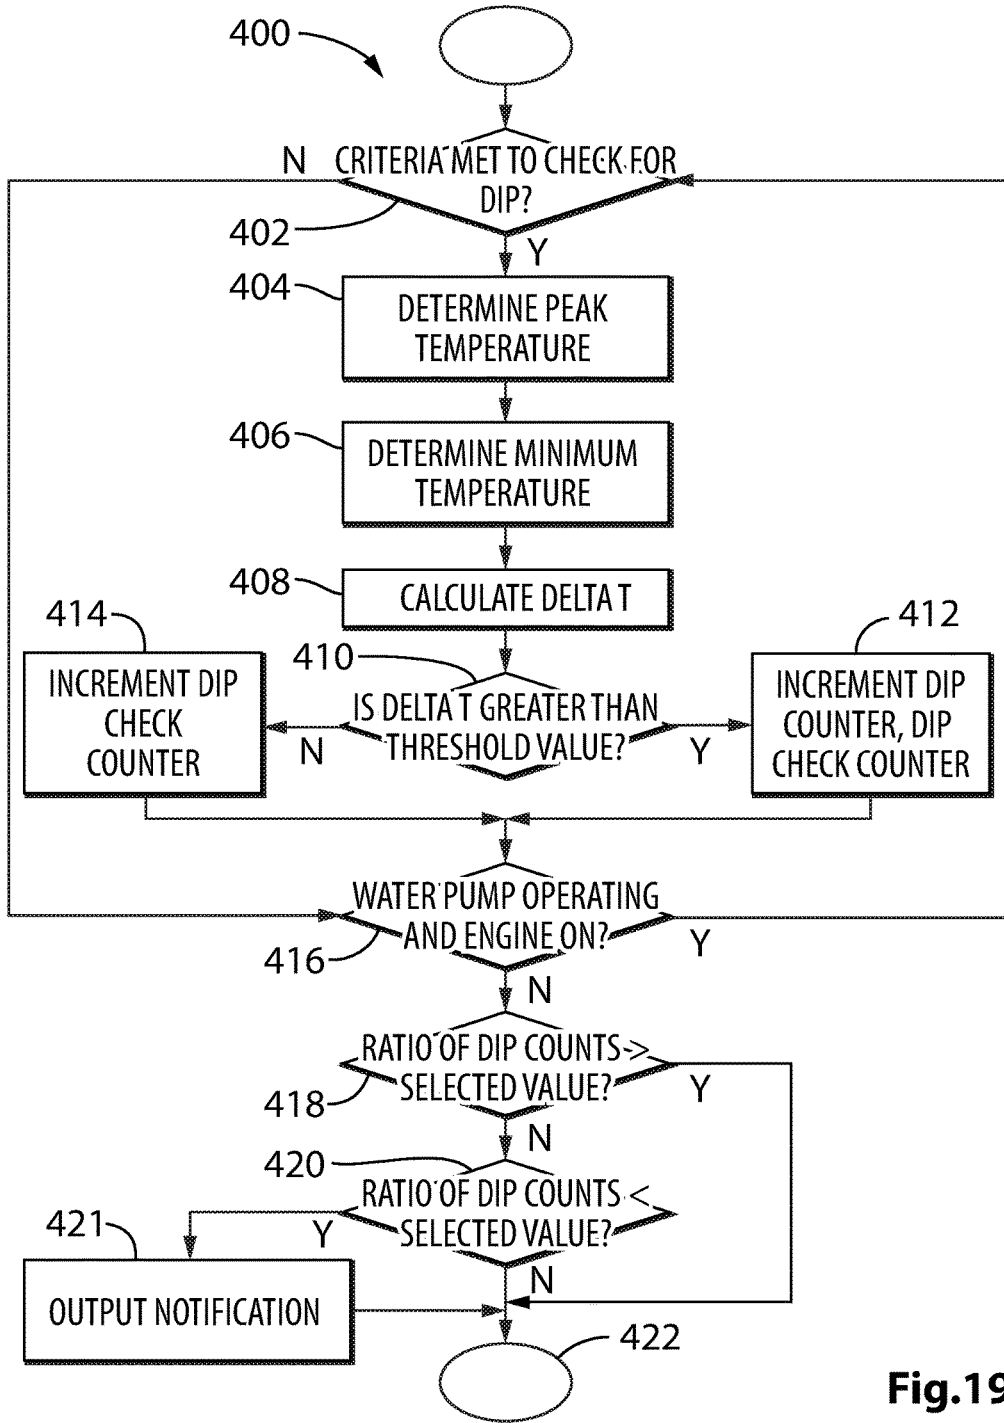 400
N
CRITERIA MET TO CHECK FOR
DIP?
402
Y
404
DETERMINE PEAK
TEMPERATURE
406
DETERMINE MINIMUM
TEMPERATURE
408
CALCULATE DELTA T
414
INCREMENT DIP
CHECK
COUNTER
410
IS DELTA T GREATER THAN
THRESHOLD VALUE?
N
Y
412
INCREMENT DIP
COUNTER, DIP
CHECK COUNTER
WATER PUMP OPERATING
AND ENGINE ON?
416
Y
N
RATIO OF DIP COUNTS >
SELECTED VALUE?
418
Y
N
420
RATIO OF DIP COUNTS <
SELECTED VALUE?
Y
N
421
OUTPUT NOTIFICATION
422
Fig.19